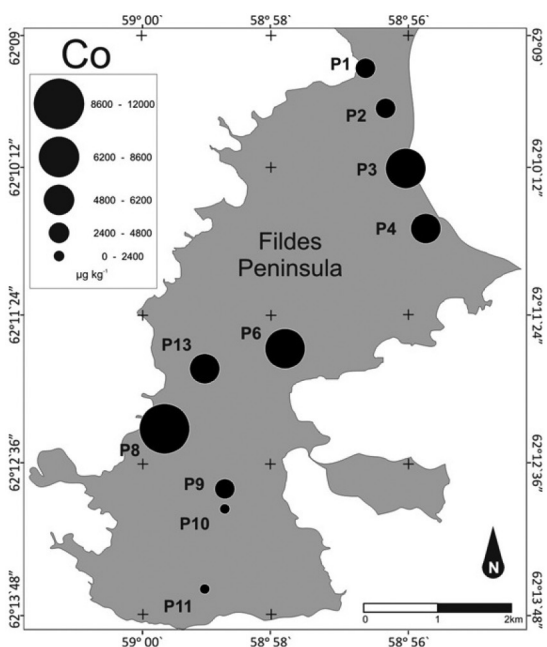 59°00' 58°58' 58°56'
62°09' 62°09'
Co
8600 - 12000
6200 - 8600
4800 - 6200
2400 - 4800
0 - 2400
µg kg⁻¹
P1
P2
62°10'12" 62°10'12"
P3
P4
Fildes
Peninsula
62°11'24" 62°11'24"
P6
P13
P8
62°12'36" 62°12'36"
P9
P10
N
P11
62°13'48" 62°13'48"
0 1 2km
59°00' 58°58' 58°56'